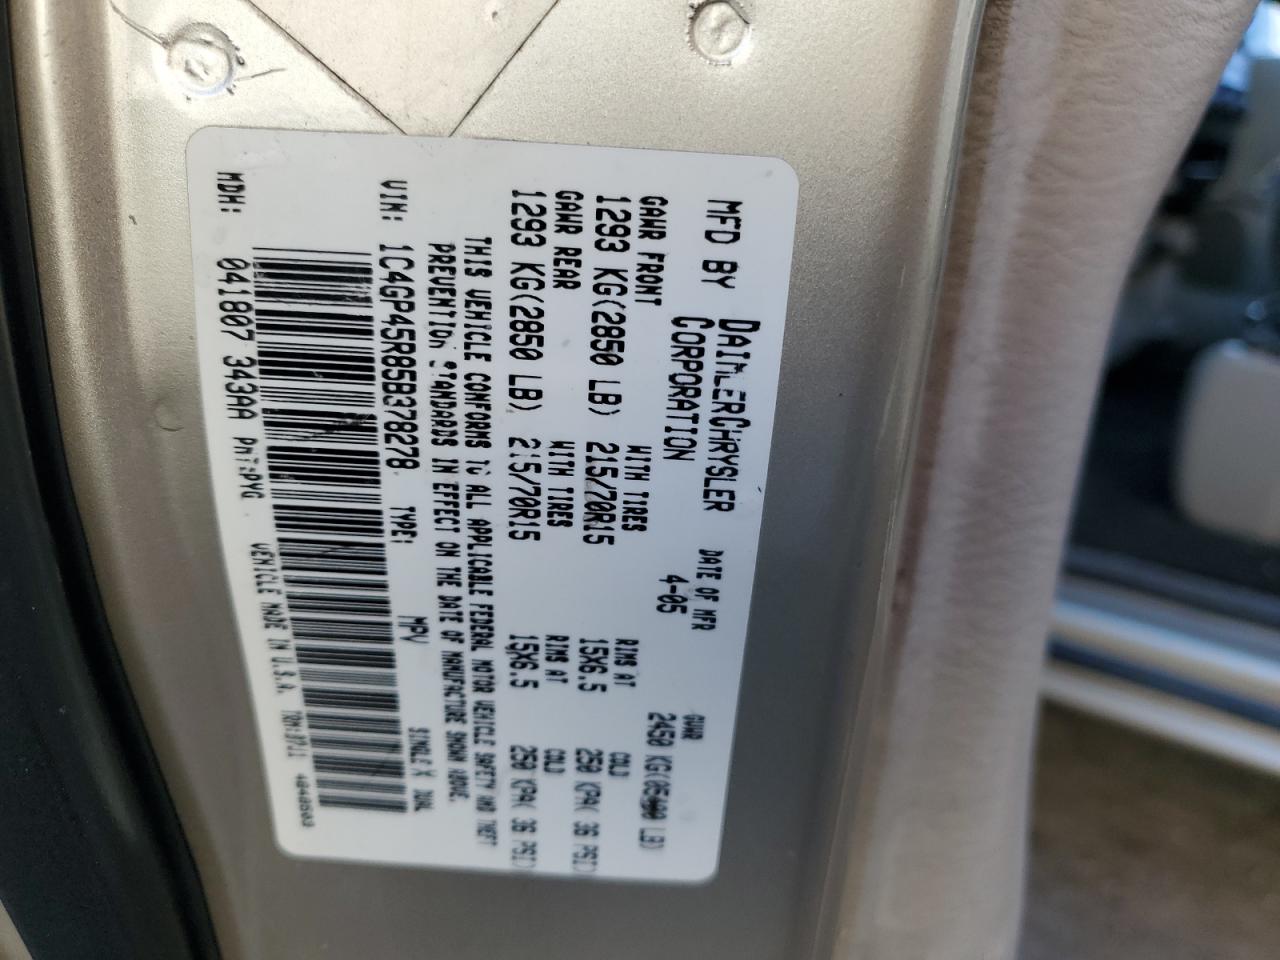 MFD BY DAIMLERCHRYSLER CORPORATION
DATE OF MFR 4-05
GVWR 2450 KG(05400 LB)
GAWR FRONT WITH TIRES RIMS AT COLD
1293 KG(2850 LB) 215/70R15 15X6.5 250 KPA( 36 PSI)
GAWR REAR WITH TIRES RIMS AT COLD
1293 KG(2850 LB) 215/70R15 15X6.5 250 KPA( 36 PSI)
THIS VEHICLE CONFORMS TO ALL APPLICABLE FEDERAL MOTOR VEHICLE SAFETY AND THEFT
PREVENTION STANDARDS IN EFFECT ON THE DATE OF MANUFACTURE SHOWN ABOVE.
VIN: 1C4GP45R85B378278 TYPE: MPV SINGLE X DUAL
MDH: 041807 343AA VEHICLE MADE IN U.S.A.